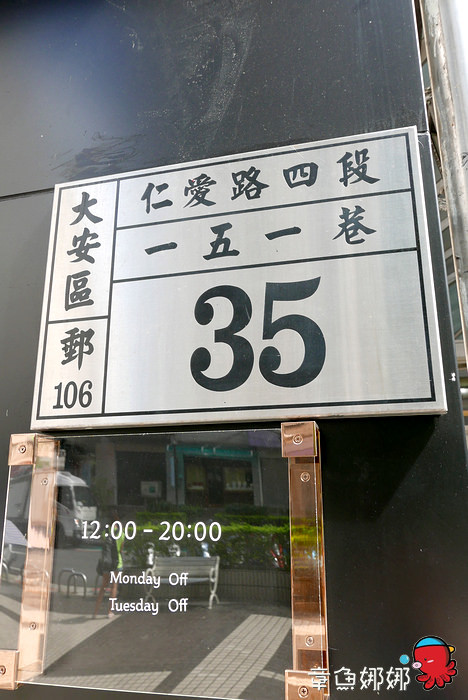 大安區
郵
106
仁愛路四段
一五一巷
35
12:00 - 20:00
Monday Off
Tuesday Off
章魚娜娜